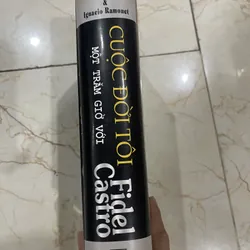 & 
Ignacio Ramonet
CUỘC ĐỜI TÔI
MỘT TRĂM GIỜ VỚI
Fidel
Castro